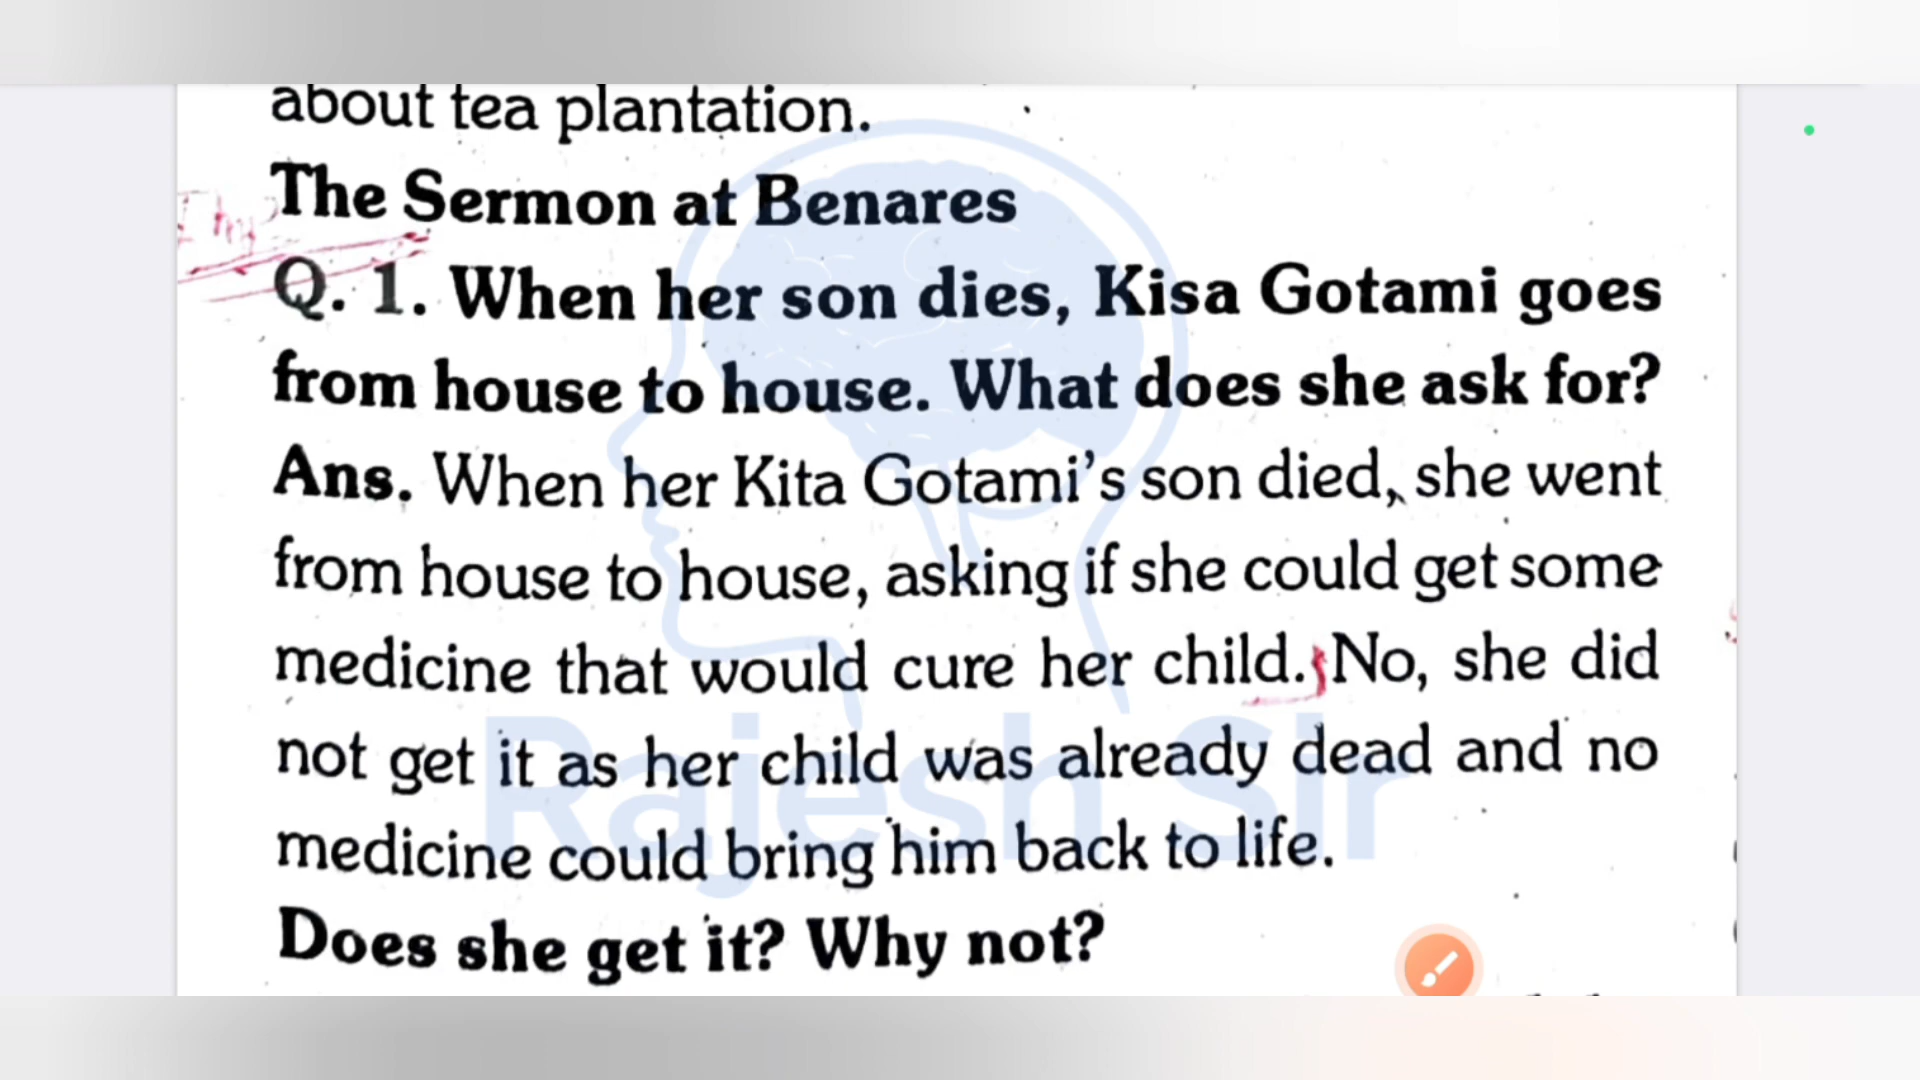 about tea plantation.
The Sermon at Benares
Q. 1. When her son dies, Kisa Gotami goes
from house to house. What does she ask for?
Ans. When her Kita Gotami's son died, she went
from house to house, asking if she could get some
medicine that would cure her child. No, she did
not get it as her child was already dead and no
medicine could bring him back to life.
Does she get it? Why not?
Rajesh Sir